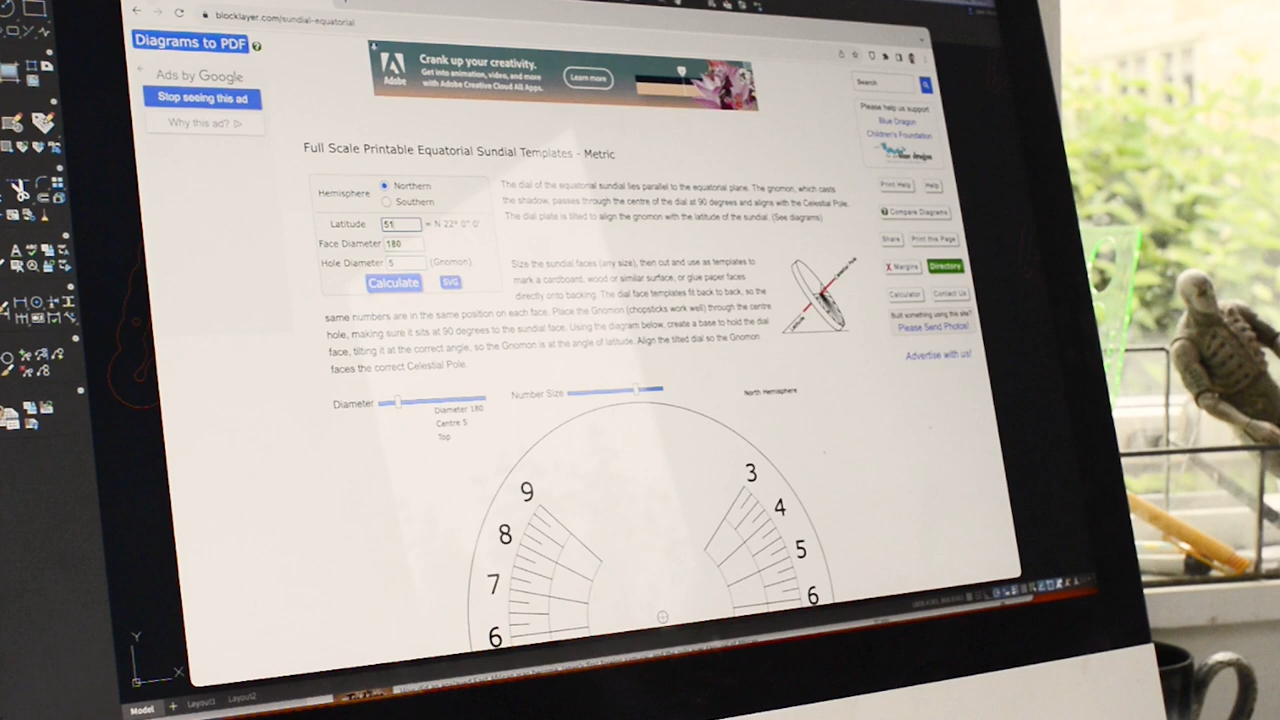 blocklayer.com/sundial-equatorial
Diagrams to PDF
Ads by Google
Stop seeing this ad
Why this ad?
Adobe
Crank up your creativity.
Get into animation, video, and more
with Adobe Creative Cloud All Apps.
Learn more
Search
Please help us support
Blue Dragon
Children's Foundation
Full Scale Printable Equatorial Sundial Templates - Metric
Hemisphere
Northern
Southern
Latitude 51 = N 22° 0' 0"
Face Diameter 180
Hole Diameter 5 (Gnomon)
Calculate
SVG
The dial of the equatorial sundial lies parallel to the equatorial plane. The gnomon, which casts
the shadow, passes through the centre of the dial at 90 degrees and aligns with the Celestial Pole.
The dial plate is tilted to align the gnomon with the latitude of the sundial. (See diagrams)
Size the sundial faces (any size), then cut and use as templates to
mark a cardboard, wood or similar surface, or glue paper faces
directly onto backing. The dial face templates fit back to back, so the
same numbers are in the same position on each face. Place the Gnomon (chopsticks work well) through the centre
hole, making sure it sits at 90 degrees to the sundial face. Using the diagram below, create a base to hold the dial
face, tilting it at the correct angle, so the Gnomon is at the angle of latitude. Align the tilted dial so the Gnomon
faces the correct Celestial Pole.
Print Help
Help
Compare Diagrams
Share
Print this Page
X Margins
Directory
Calculator
Contact Us
Built something using this site?
Please Send Photos!
Advertise with us!
Diameter
Number Size
North Hemisphere
Diameter 180
Centre 5
Top
9
8
7
6
3
4
5
6
Y
X
Model
+
Layout1
Layout2